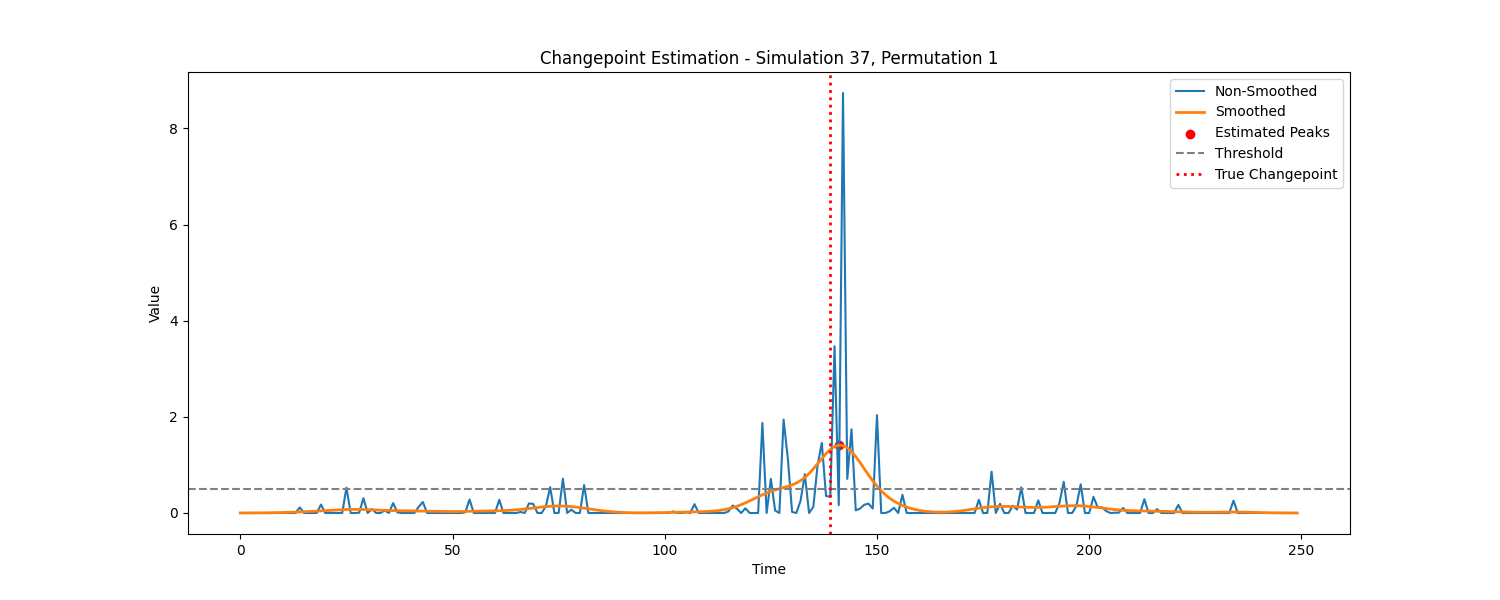 Changepoint Estimation - Simulation 37, Permutation 1
Non-Smoothed
Smoothed
Estimated Peaks
Threshold
True Changepoint
Value
8
6
4
2
0
0
50
100
150
200
250
Time